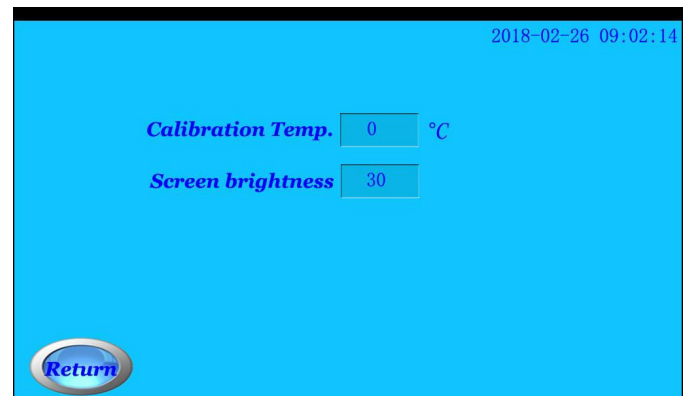 2018-02-26 09:02:14
Calibration Temp. 0 °C
Screen brightness 30
Return